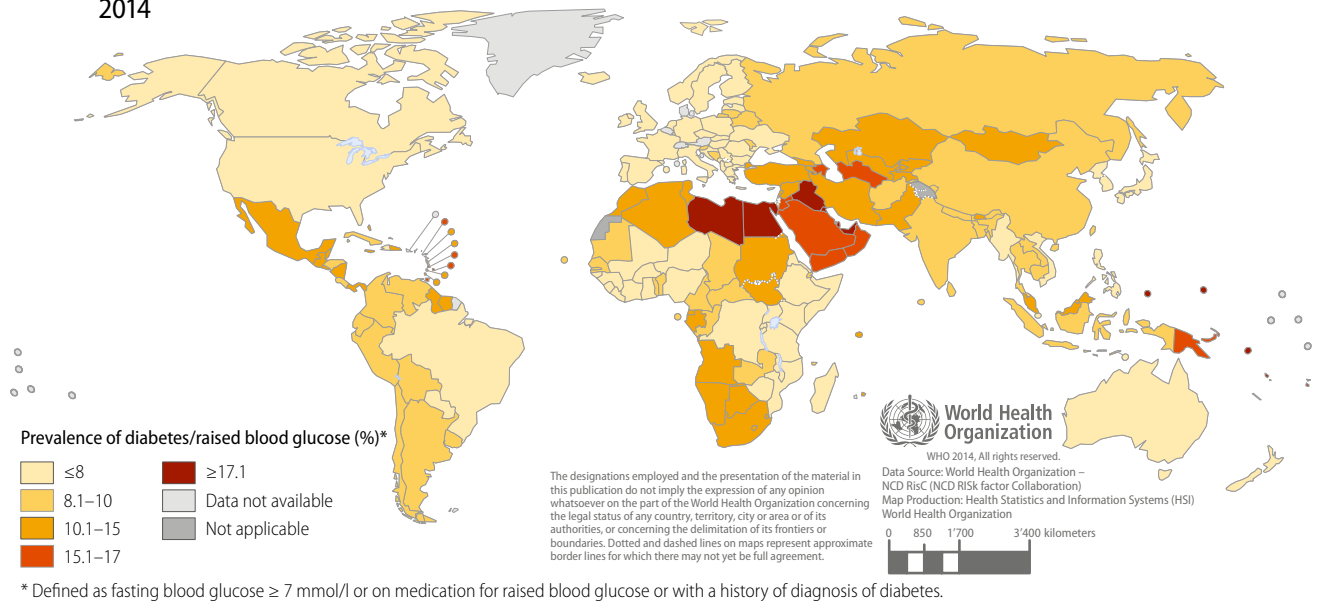 2014
Prevalence of diabetes/raised blood glucose (%)*
≤8
8.1–10
10.1–15
15.1–17
≥17.1
Data not available
Not applicable
The designations employed and the presentation of the material in
this publication do not imply the expression of any opinion
whatsoever on the part of the World Health Organization concerning
the legal status of any country, territory, city or area or of its
authorities, or concerning the delimitation of its frontiers or
boundaries. Dotted and dashed lines on maps represent approximate
border lines for which there may not yet be full agreement.
World Health
Organization
WHO 2014, All rights reserved.
Data Source: World Health Organization –
NCD RisC (NCD RISk factor Collaboration)
Map Production: Health Statistics and Information Systems (HSI)
World Health Organization
0 850 1'700 3'400 kilometers
* Defined as fasting blood glucose ≥ 7 mmol/l or on medication for raised blood glucose or with a history of diagnosis of diabetes.